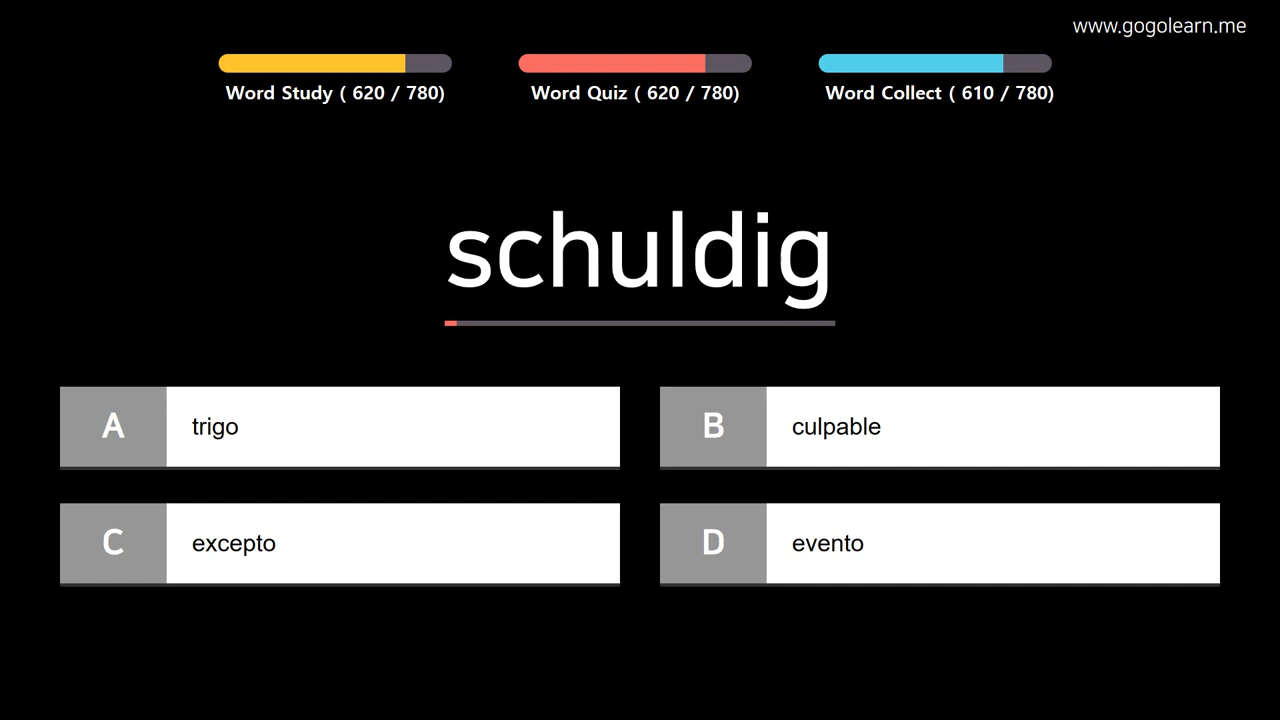 www.gogolearn.me
Word Study ( 620 / 780)
Word Quiz ( 620 / 780)
Word Collect ( 610 / 780)
schuldig
A trigo
B culpable
C excepto
D evento